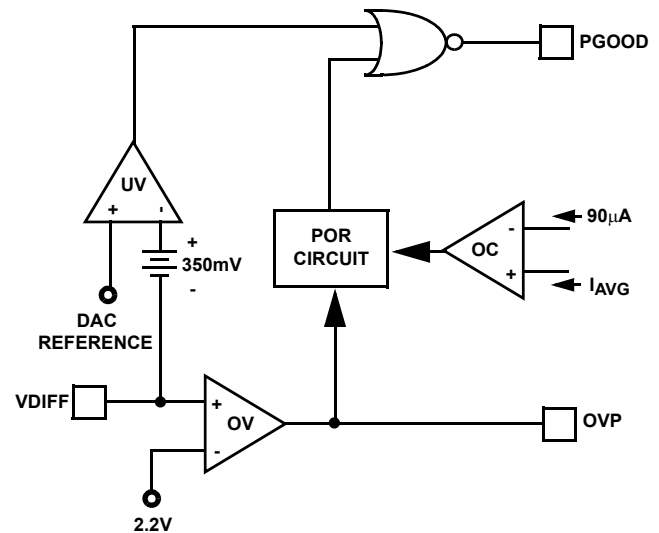 PGOOD
UV
+
-
90µA
-
POR
CIRCUIT
OC
+
+
350mV
-
IAVG
DAC
REFERENCE
VDIFF
+
OV
-
OVP
2.2V